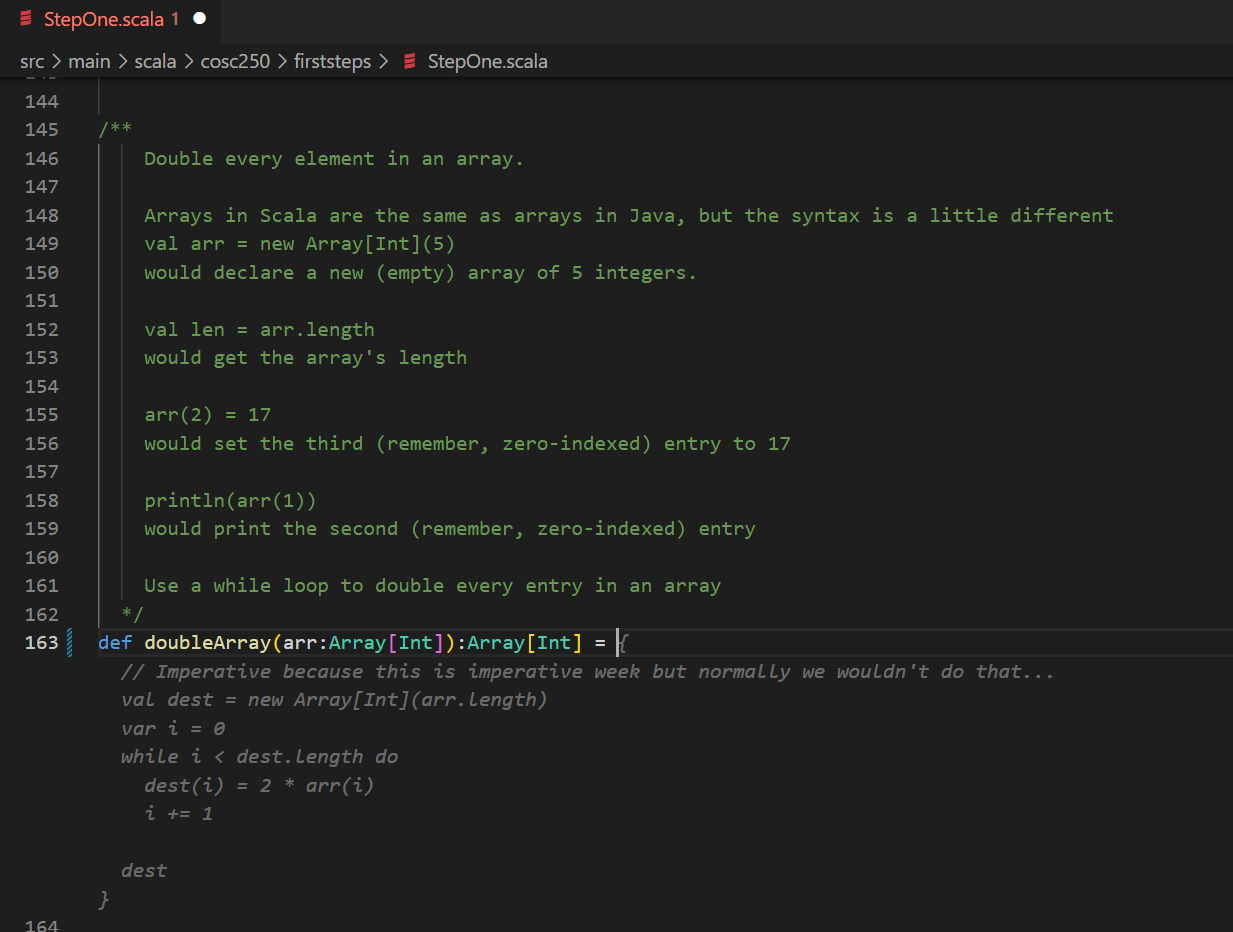 StepOne.scala 1
src > main > scala > cosc250 > firststeps > StepOne.scala
144
145 /**
146 Double every element in an array.
147
148 Arrays in Scala are the same as arrays in Java, but the syntax is a little different
149 val arr = new Array[Int](5)
150 would declare a new (empty) array of 5 integers.
151
152 val len = arr.length
153 would get the array's length
154
155 arr(2) = 17
156 would set the third (remember, zero-indexed) entry to 17
157
158 println(arr(1))
159 would print the second (remember, zero-indexed) entry
160
161 Use a while loop to double every entry in an array
162 */
163 def doubleArray(arr:Array[Int]):Array[Int] = {
// Imperative because this is imperative week but normally we wouldn't do that...
val dest = new Array[Int](arr.length)
var i = 0
while i < dest.length do
dest(i) = 2 * arr(i)
i += 1
dest
}
164